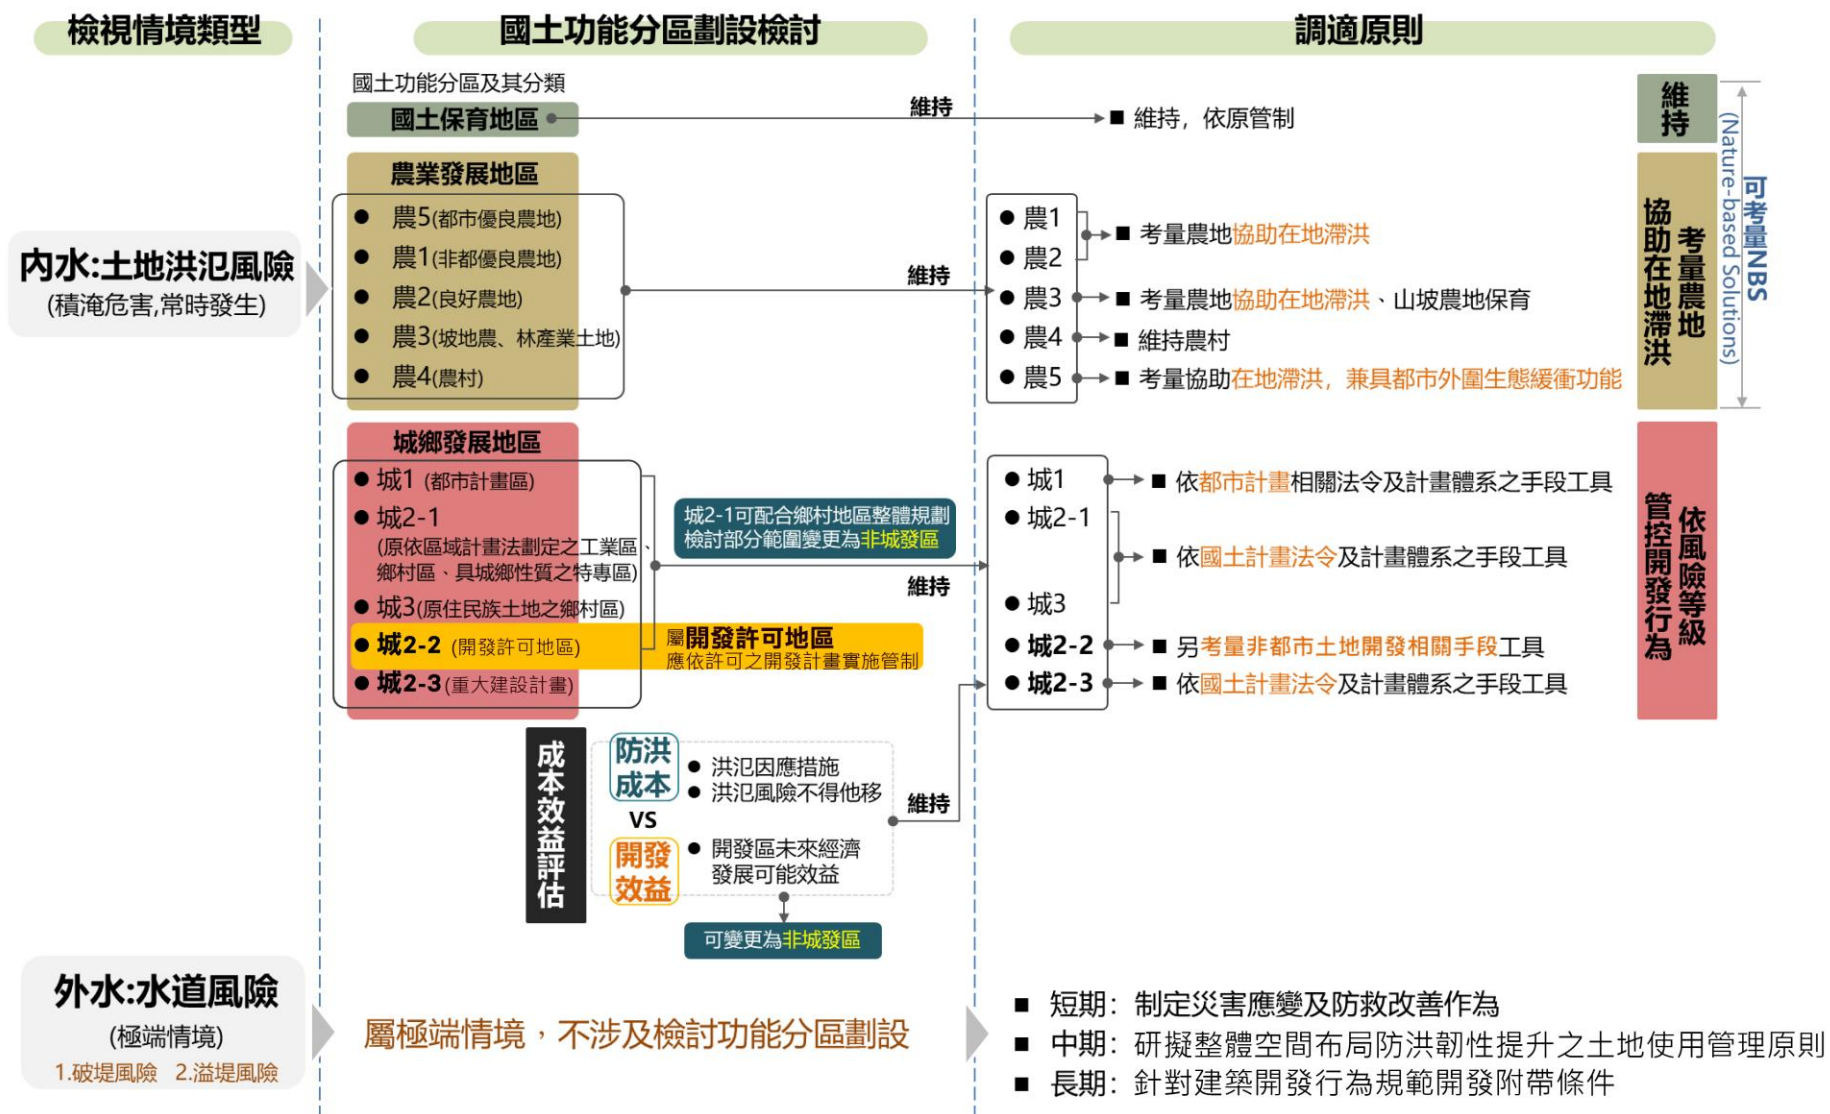 檢視情境類型
國土功能分區劃設檢討
調適原則
國土功能分區及其分類
國土保育地區
維持
■ 維持，依原管制
維持
農業發展地區
● 農5(都市優良農地)
● 農1(非都優良農地)
● 農2(良好農地)
● 農3(坡地農、林產業土地)
● 農4(農村)
內水:土地洪氾風險
(積淹危害,常時發生)
維持
● 農1
● 農2
● 農3
● 農4
● 農5
■ 考量農地協助在地滯洪
■ 考量農地協助在地滯洪、山坡農地保育
■ 維持農村
■ 考量協助在地滯洪，兼具都市外圍生態緩衝功能
考量農地
協助在地滯洪
可考量NBS
(Nature-based Solutions)
城鄉發展地區
● 城1 (都市計畫區)
● 城2-1
(原依區域計畫法劃定之工業區、
鄉村區、具城鄉性質之特專區)
● 城3(原住民族土地之鄉村區)
● 城2-2 (開發許可地區)
屬開發許可地區
應依許可之開發計畫實施管制
● 城2-3(重大建設計畫)
城2-1可配合鄉村地區整體規劃
檢討部分範圍變更為非城發區
維持
● 城1
● 城2-1
● 城3
● 城2-2
● 城2-3
■ 依都市計畫相關法令及計畫體系之手段工具
■ 依國土計畫法令及計畫體系之手段工具
■ 另考量非都市土地開發相關手段工具
■ 依國土計畫法令及計畫體系之手段工具
依風險等級
管控開發行為
成本效益評估
防洪
成本
● 洪氾因應措施
● 洪氾風險不得他移
VS
開發
效益
● 開發區未來經濟
發展可能效益
維持
可變更為非城發區
外水:水道風險
(極端情境)
1.破堤風險 2.溢堤風險
屬極端情境，不涉及檢討功能分區劃設
■ 短期：制定災害應變及防救改善作為
■ 中期：研擬整體空間布局防洪韌性提升之土地使用管理原則
■ 長期：針對建築開發行為規範開發附帶條件